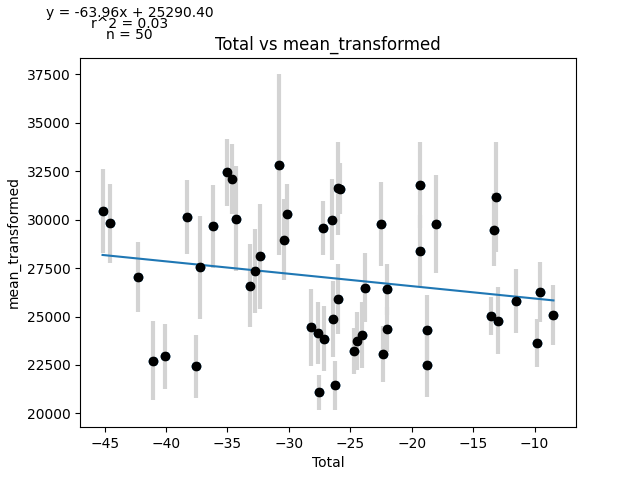 y = -63.96x + 25290.40
r^2 = 0.03
n = 50
Total vs mean_transformed
37500
35000
32500
30000
27500
25000
22500
20000
mean_transformed
−45 −40 −35 −30 −25 −20 −15 −10
Total